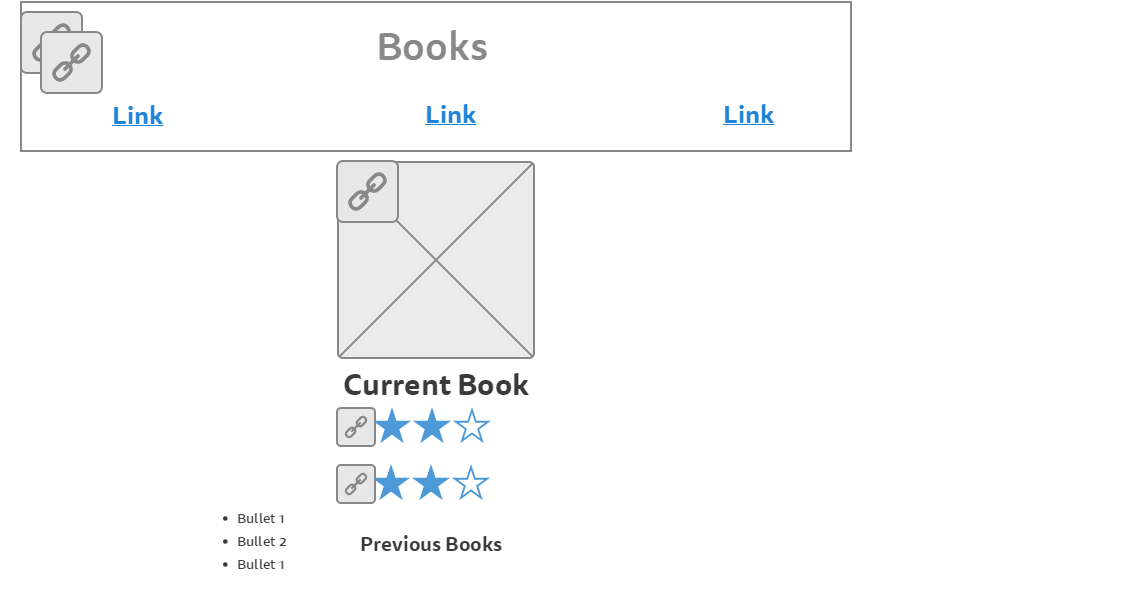 Books
Link Link Link
Current Book
• Bullet 1
• Bullet 2
• Bullet 1
Previous Books